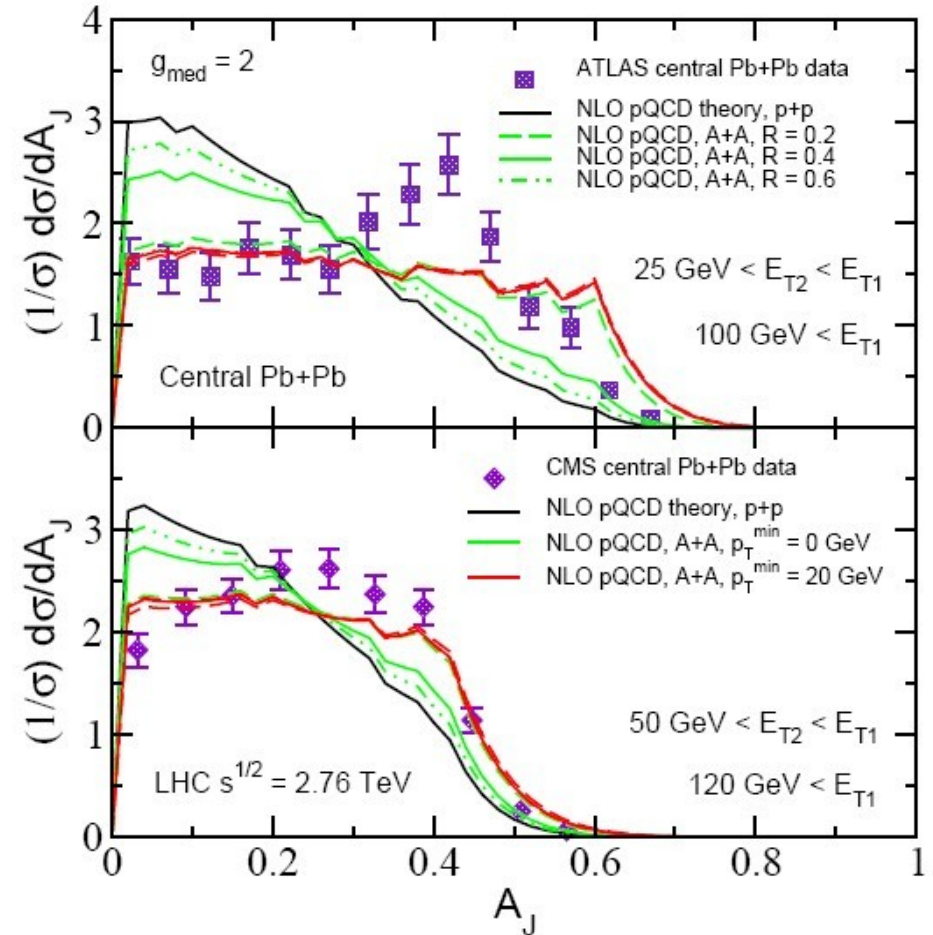 4
g_med = 2
ATLAS central Pb+Pb data
NLO pQCD theory, p+p
NLO pQCD, A+A, R = 0.2
NLO pQCD, A+A, R = 0.4
NLO pQCD, A+A, R = 0.6
3
(1/σ) dσ/dA_J
2
25 GeV < E_T2 < E_T1
1
100 GeV < E_T1
Central Pb+Pb
0
CMS central Pb+Pb data
NLO pQCD theory, p+p
3
NLO pQCD, A+A, p_T^min = 0 GeV
NLO pQCD, A+A, p_T^min = 20 GeV
(1/σ) dσ/dA_J
2
1
50 GeV < E_T2 < E_T1
LHC s^1/2 = 2.76 TeV
120 GeV < E_T1
0
0 0.2 0.4 0.6 0.8 1
A_J